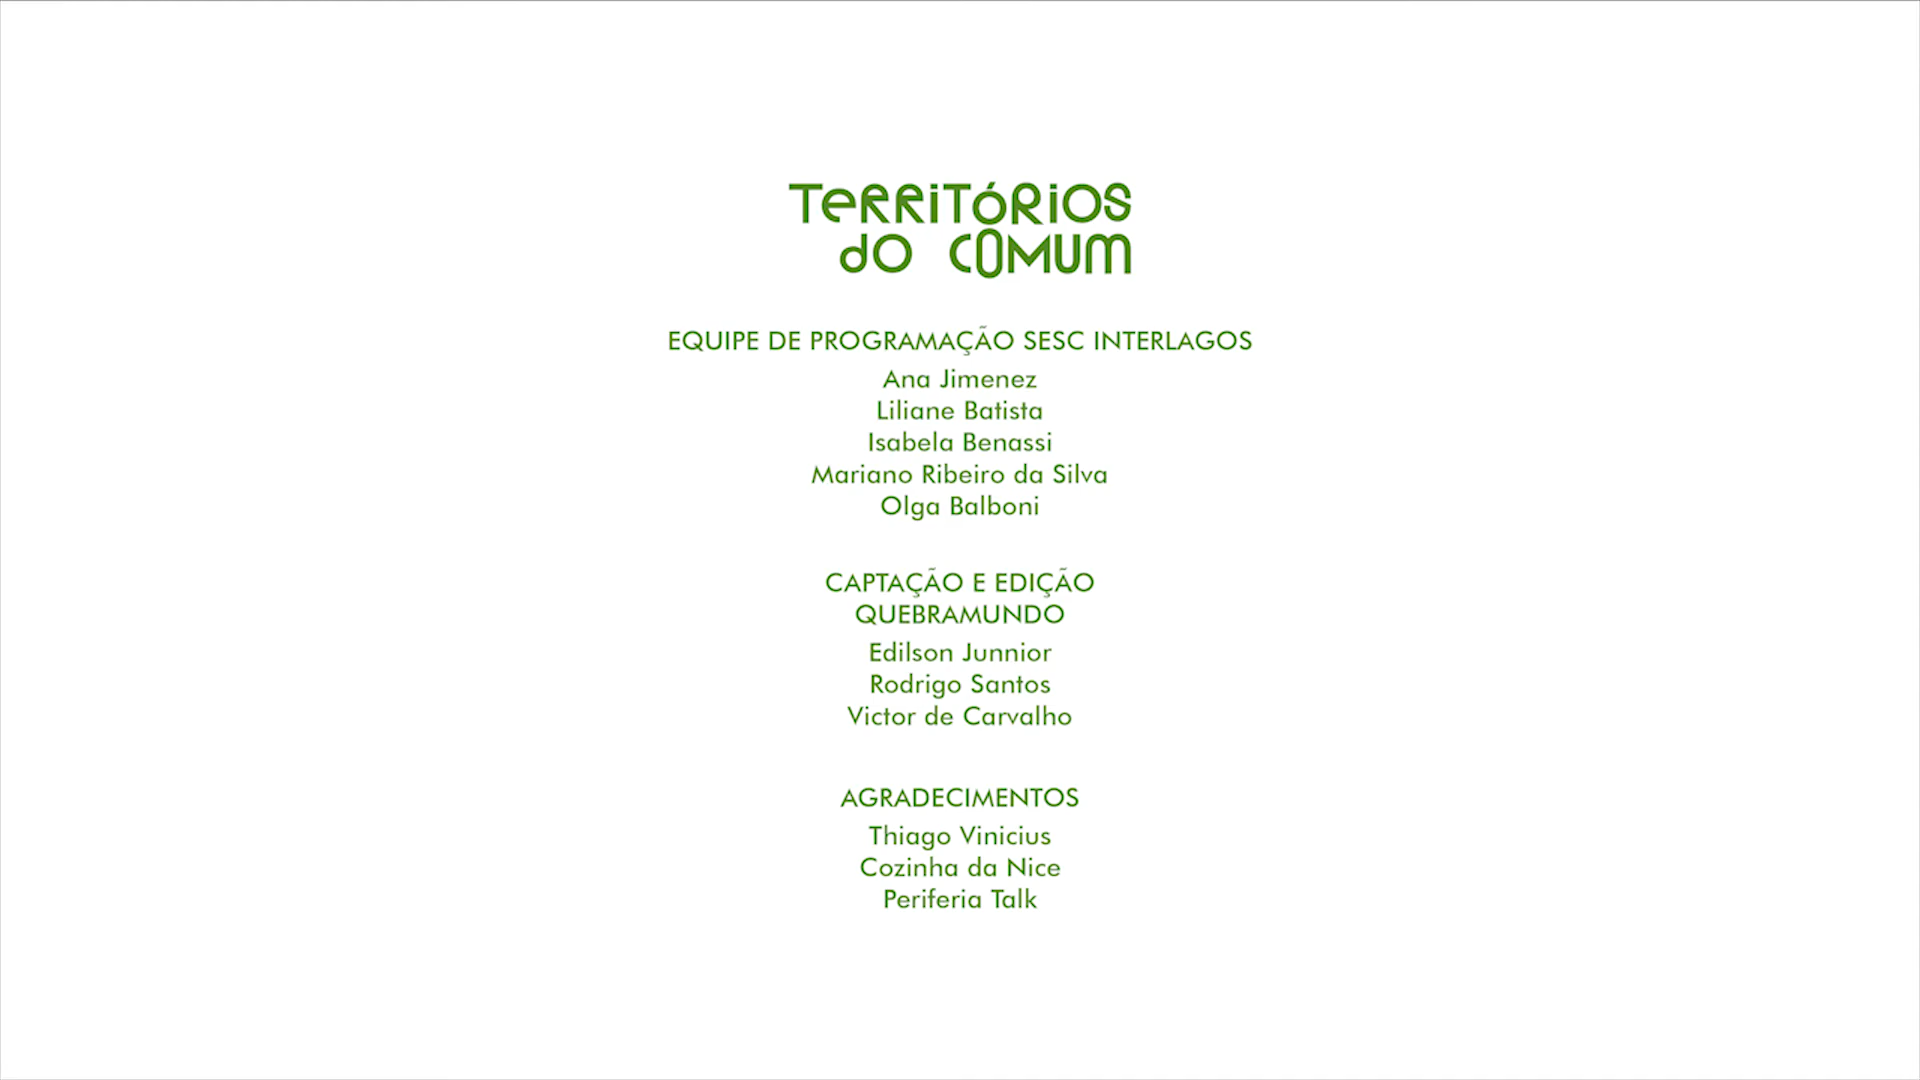 TERRITÓRIOS
DO COMUM
EQUIPE DE PROGRAMAÇÃO SESC INTERLAGOS
Ana Jimenez
Liliane Batista
Isabela Benassi
Mariano Ribeiro da Silva
Olga Balboni
CAPTAÇÃO E EDIÇÃO
QUEBRAMUNDO
Edilson Junnior
Rodrigo Santos
Victor de Carvalho
AGRADECIMENTOS
Thiago Vinicius
Cozinha da Nice
Periferia Talk